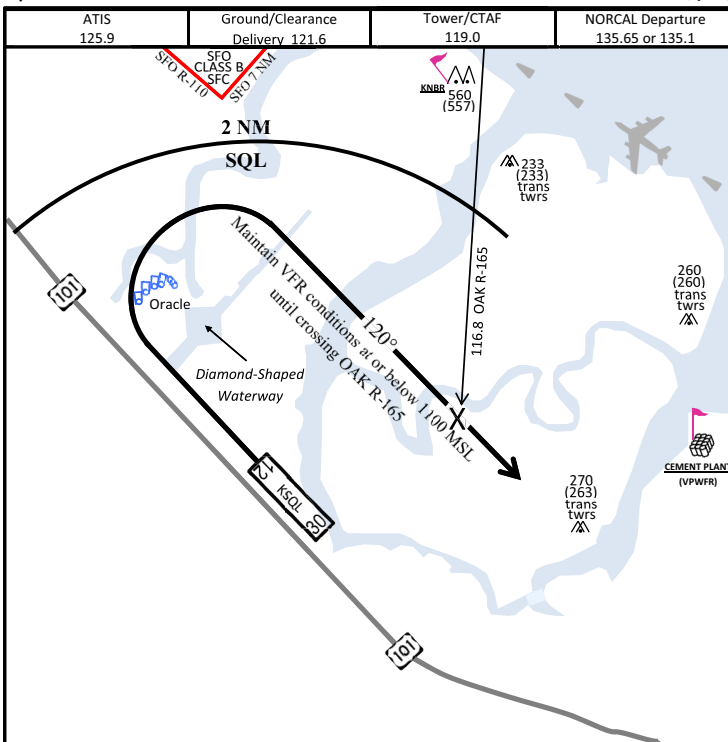 ATIS
125.9
Ground/Clearance
Delivery 121.6
Tower/CTAF
119.0
NORCAL Departure
135.65 or 135.1
SFO
CLASS B
SFC
SFO R-110
SFO 7 NM
KNBR
560
(557)
2 NM
SQL
233
(233)
trans
twrs
116.8 OAK R-165
260
(260)
trans
twrs
101
Oracle
Maintain VFR conditions at or below 1100 MSL
until crossing OAK R-165
120°
Diamond-Shaped
Waterway
X
CEMENT PLANT
(VPWFR)
12
KSQL
30
270
(263)
trans
twrs
101